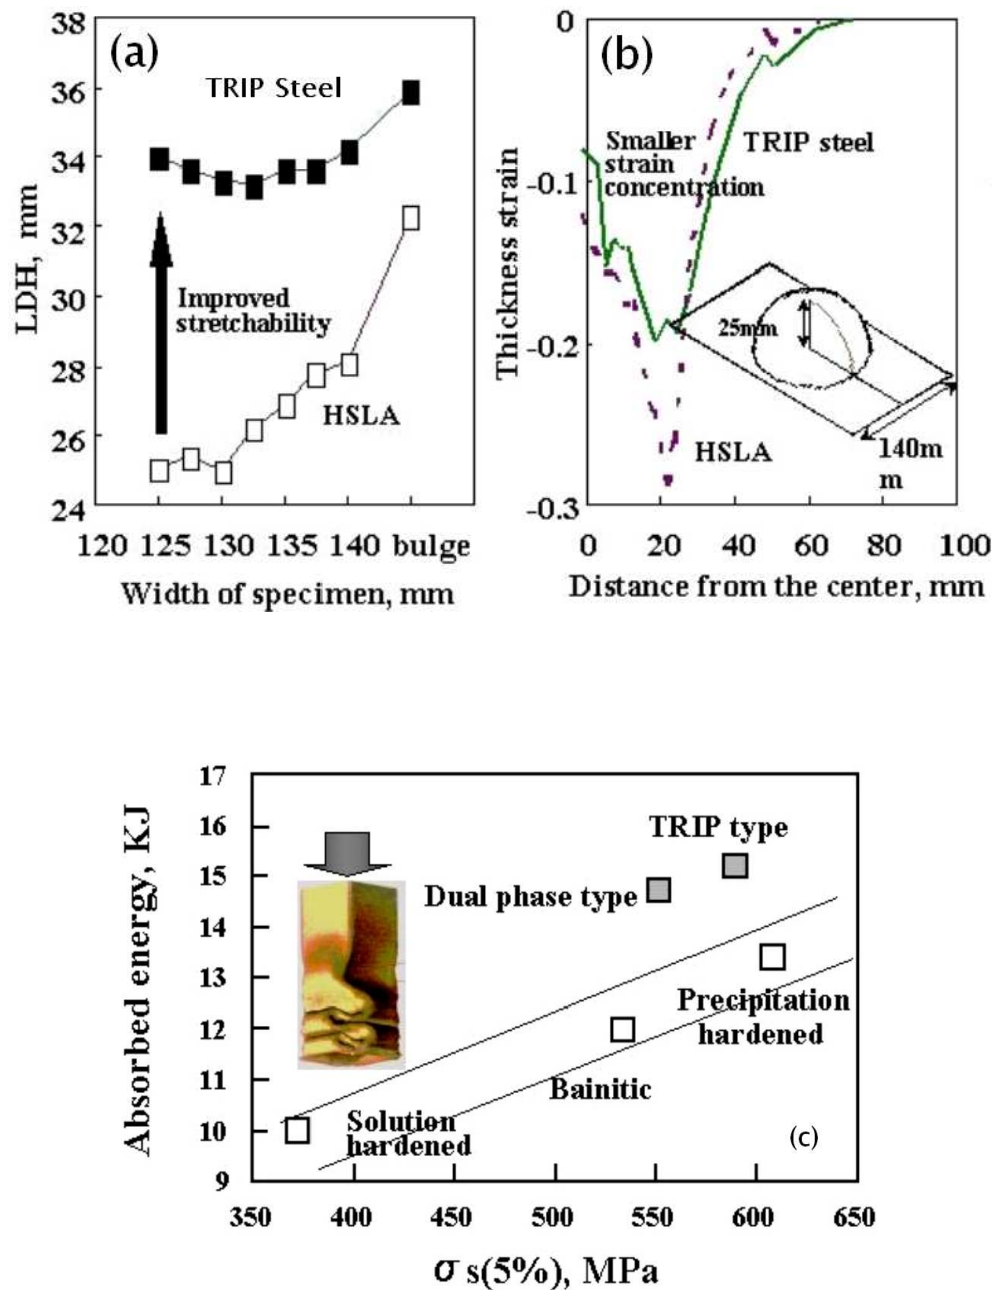 (a)
TRIP Steel
LDH, mm
38
36
34
32
30
28
26
24
Improved
stretchability
HSLA
120 125 130 135 140 bulge
Width of specimen, mm
(b)
Thickness strain
0
-0.1
-0.2
-0.3
Smaller
strain
concentration
TRIP steel
25mm
HSLA
140m
m
0 20 40 60 80 100
Distance from the center, mm
Absorbed energy, KJ
17
16
15
14
13
12
11
10
9
TRIP type
Dual phase type
Precipitation
hardened
Bainitic
Solution
hardened
(c)
350 400 450 500 550 600 650
σ s(5%), MPa